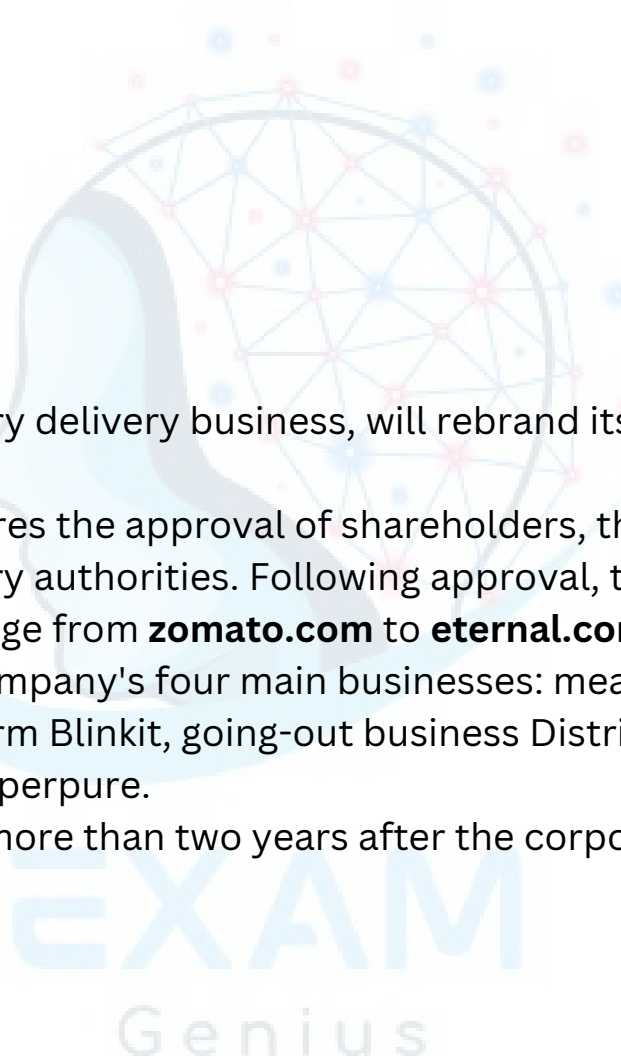 ry delivery business, will rebrand its
res the approval of shareholders, th
ry authorities. Following approval, t
ge from zomato.com to eternal.co
mpany's four main businesses: mea
rm Blinkit, going-out business Distri
perpure.
more than two years after the corpo
EXAM
Genius